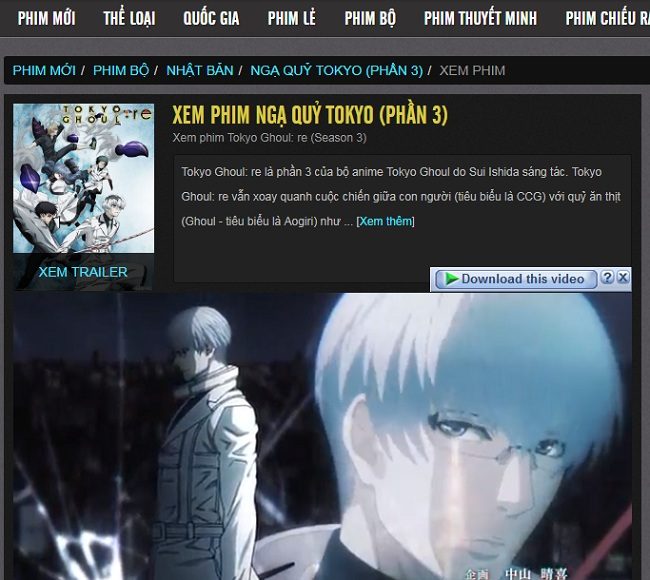 PHIM MỚI THỂ LOẠI QUỐC GIA PHIM LẺ PHIM BỘ PHIM THUYẾT MINH PHIM CHIẾU RẠ
PHIM MỚI / PHIM BỘ / NHẬT BẢN / NGẠ QUỶ TOKYO (PHẦN 3) / XEM PHIM
TOKYO
GHOUL:re
XEM TRAILER
XEM PHIM NGẠ QUỶ TOKYO (PHẦN 3)
Xem phim Tokyo Ghoul: re (Season 3)
Tokyo Ghoul: re là phần 3 của bộ anime Tokyo Ghoul do Sui Ishida sáng tác. Tokyo
Ghoul: re vẫn xoay quanh cuộc chiến giữa con người (tiêu biểu là CCG) với quỷ ăn thịt
(Ghoul - tiêu biểu là Aogiri) như ... [Xem thêm]
Download this video ? X
企画 中山 晴喜